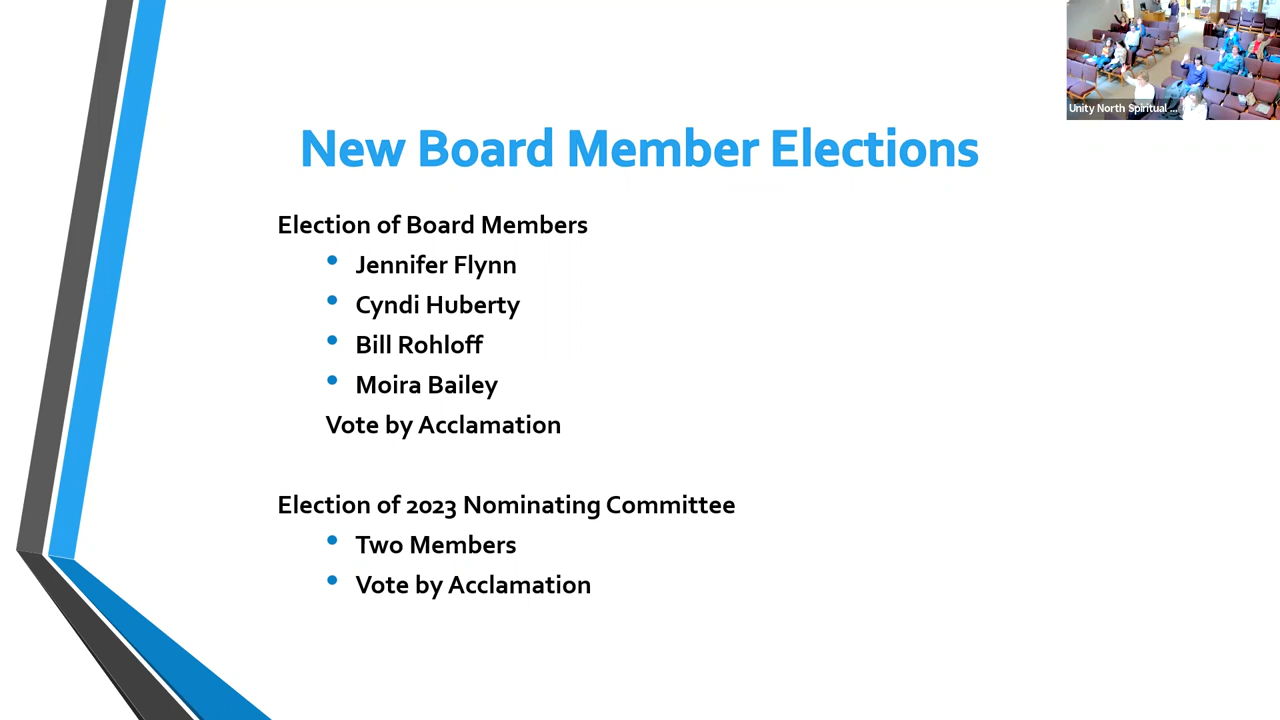 Unity North Spiritual ...
New Board Member Elections
Election of Board Members
• Jennifer Flynn
• Cyndi Huberty
• Bill Rohloff
• Moira Bailey
Vote by Acclamation
Election of 2023 Nominating Committee
• Two Members
• Vote by Acclamation